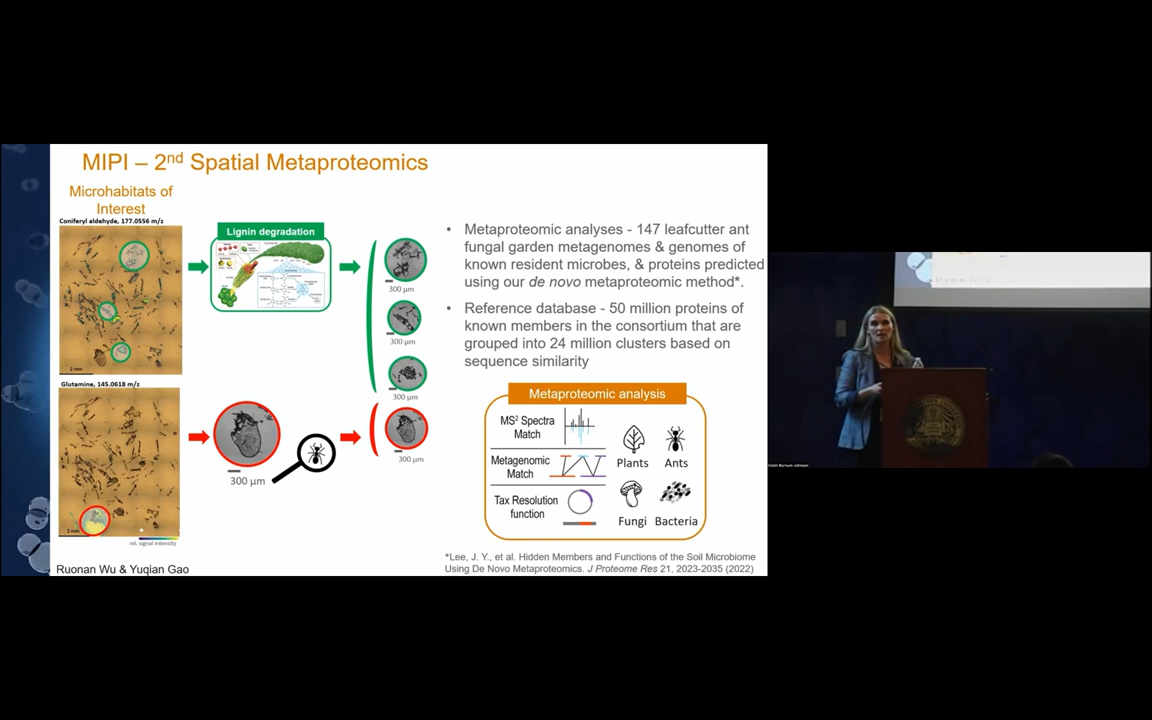 MIPI – 2nd Spatial Metaproteomics
Microhabitats of
Interest
Coniferyl aldehyde, 177.0556 m/z
2 mm
Glutamine, 145.0618 m/z
2 mm
rel. signal intensity
Ruonan Wu & Yuqian Gao
Lignin degradation
300 µm
300 µm
300 µm
300 µm
300 µm
• Metaproteomic analyses - 147 leafcutter ant
fungal garden metagenomes & genomes of
known resident microbes, & proteins predicted
using our de novo metaproteomic method*.
• Reference database - 50 million proteins of
known members in the consortium that are
grouped into 24 million clusters based on
sequence similarity
Metaproteomic analysis
MS² Spectra
Match
Metagenomic
Match
Tax Resolution
function
Plants
Ants
Fungi
Bacteria
*Lee, J. Y., et al. Hidden Members and Functions of the Soil Microbiome
Using De Novo Metaproteomics. J Proteome Res 21, 2023-2035 (2022)